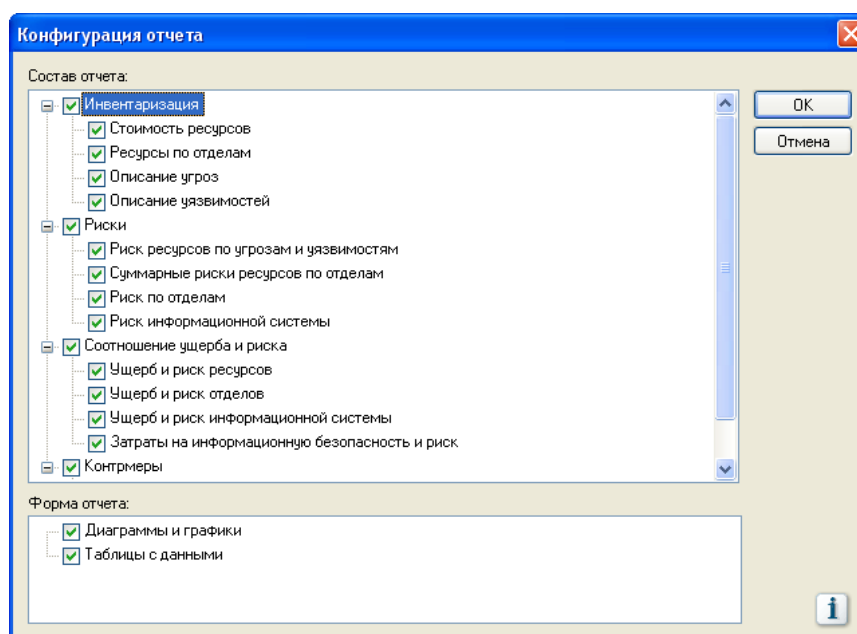 Конфигурация отчета
Состав отчета:
Инвентаризация
Стоимость ресурсов
Ресурсы по отделам
Описание угроз
Описание уязвимостей
Риски
Риск ресурсов по угрозам и уязвимостям
Суммарные риски ресурсов по отделам
Риск по отделам
Риск информационной системы
Соотношение ущерба и риска
Ущерб и риск ресурсов
Ущерб и риск отделов
Ущерб и риск информационной системы
Затраты на информационную безопасность и риск
Контрмеры
OK
Отмена
Форма отчета:
Диаграммы и графики
Таблицы с данными